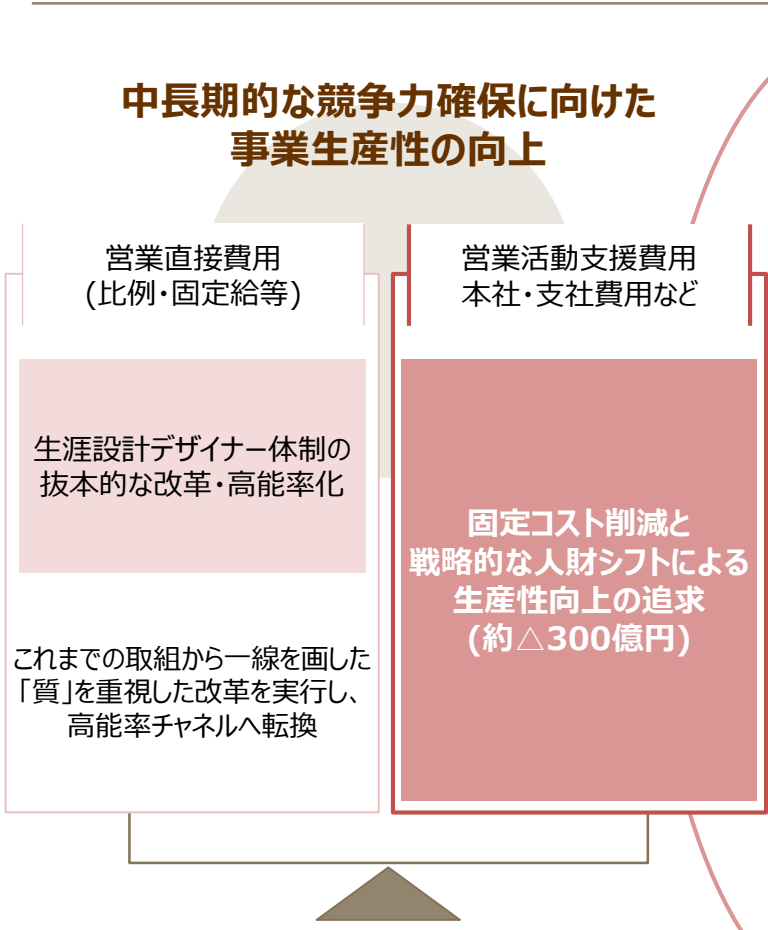 中長期的な競争力確保に向けた
事業生産性の向上
営業直接費用
(比例・固定給等)
生涯設計デザイナー体制の
抜本的な改革・高能率化
これまでの取組から一線を画した
「質」を重視した改革を実行し、
高能率チャネルへ転換
営業活動支援費用
本社・支社費用など
固定コスト削減と
戦略的な人財シフトによる
生産性向上の追求
(約△300億円)